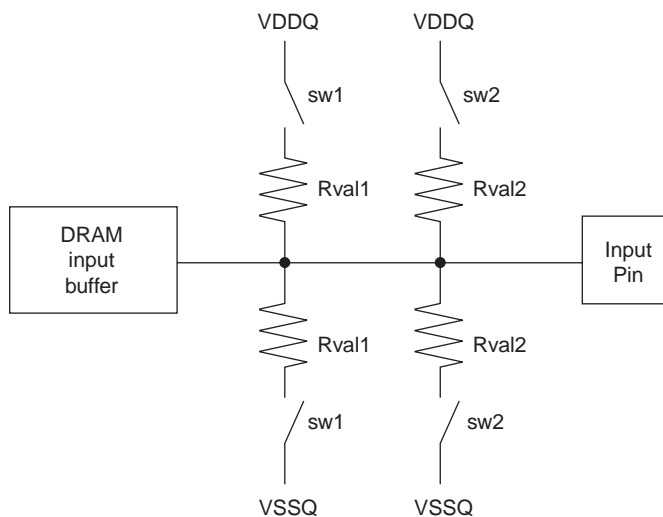 VDDQ VDDQ
sw1 sw2
Rval1 Rval2
DRAM
input
buffer
Input
Pin
Rval1 Rval2
sw1 sw2
VSSQ VSSQ